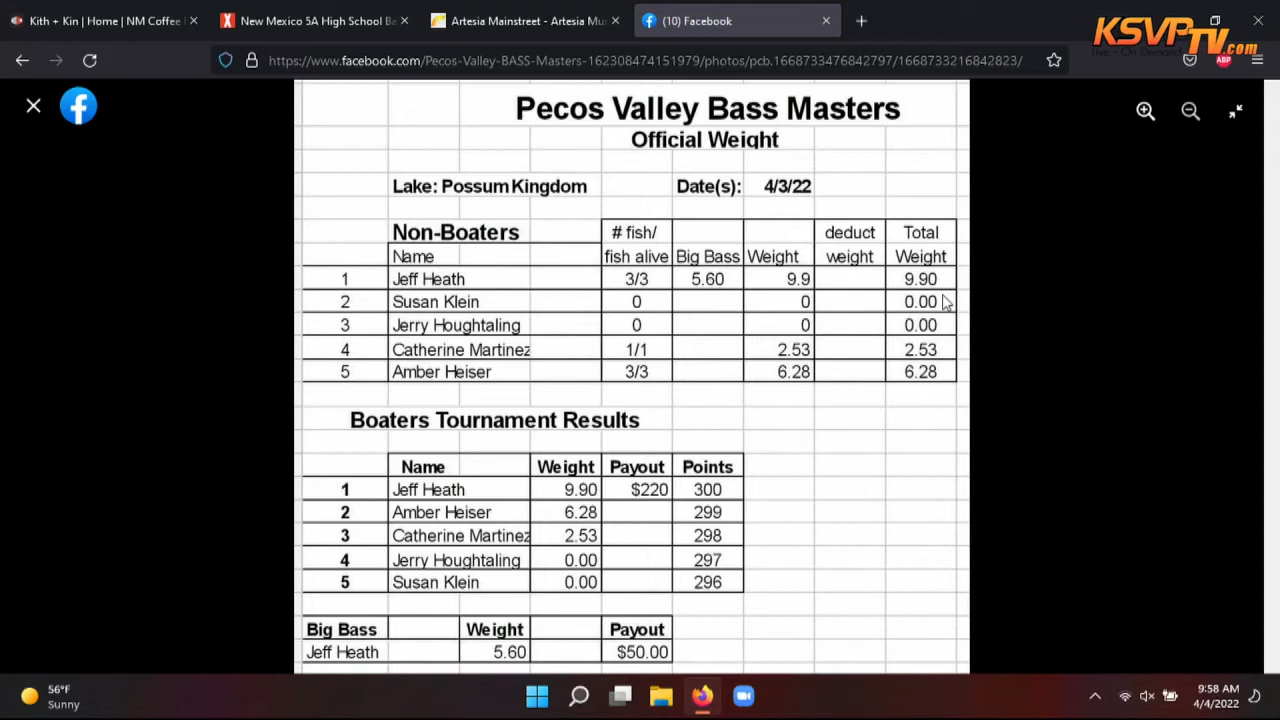 Kith + Kin | Home | NM Coffee
New Mexico 5A High School Ba
Artesia Mainstreet - Artesia Mu
(10) Facebook
KSVPTV.com
https://www.facebook.com/Pecos-Valley-BASS-Masters-162308474151979/photos/pcb.1668733476842797/1668733216842823/
ABP
Pecos Valley Bass Masters
Official Weight
Lake: Possum Kingdom Date(s): 4/3/22
Non-Boaters # fish/ deduct Total
Name fish alive Big Bass Weight weight Weight
1 Jeff Heath 3/3 5.60 9.9 9.90
2 Susan Klein 0 0 0.00
3 Jerry Houghtaling 0 0 0.00
4 Catherine Martinez 1/1 2.53 2.53
5 Amber Heiser 3/3 6.28 6.28
Boaters Tournament Results
Name Weight Payout Points
1 Jeff Heath 9.90 $220 300
2 Amber Heiser 6.28 299
3 Catherine Martinez 2.53 298
4 Jerry Houghtaling 0.00 297
5 Susan Klein 0.00 296
Big Bass Weight Payout
Jeff Heath 5.60 $50.00
56°F
Sunny
9:58 AM
4/4/2022